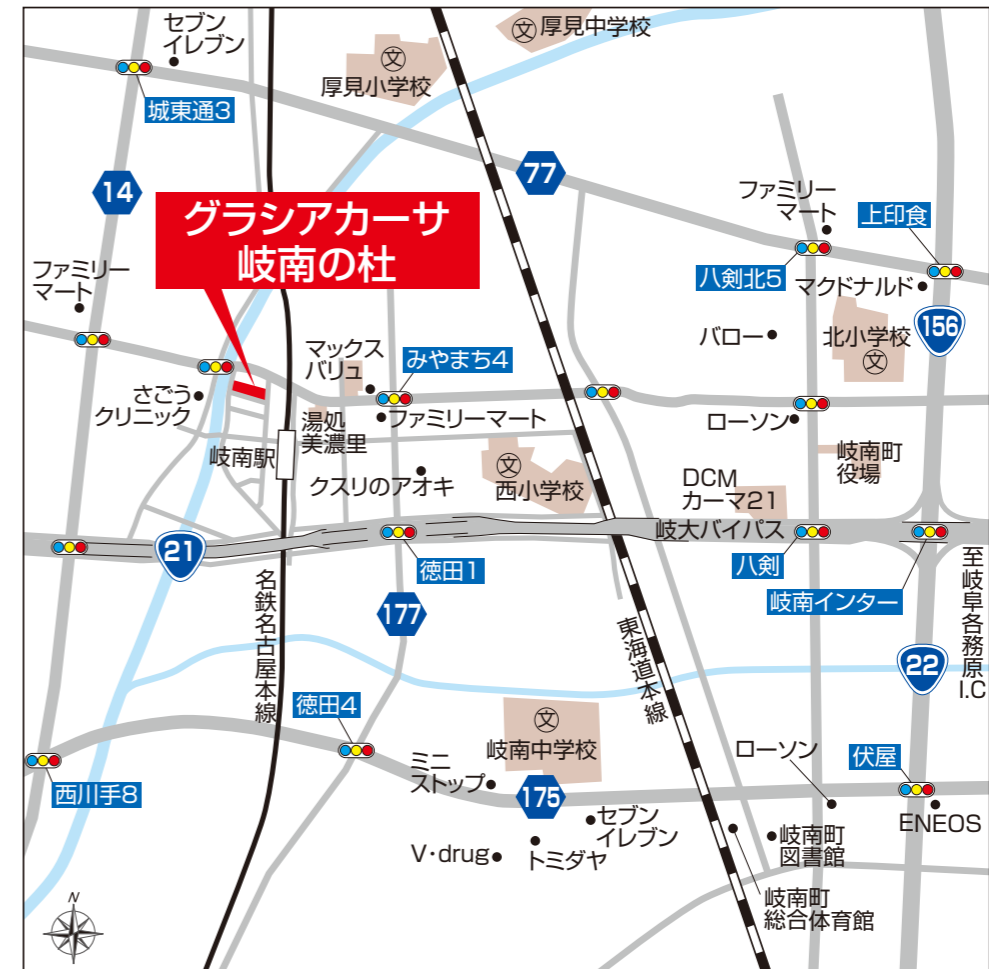 セブン
イレブン
文
厚見小学校
文
厚見中学校
城東通3
14
77
グラシアカーサ
岐南の杜
ファミリー
マート
ファミリー
マート
上印食
八剣北5
マクドナルド
156
バロー
北小学校
文
マックス
バリュ
みやまち4
さごう
クリニック
湯処
美濃里
ファミリーマート
ローソン
岐南駅
クスリのアオキ
文
西小学校
DCM
カーマ21
岐南町
役場
岐大バイパス
21
徳田1
八剣
岐南インター
至岐阜各務原I.C
177
名鉄名古屋本線
東海道本線
22
徳田4
文
岐南中学校
ローソン
伏屋
西川手8
ミニ
ストップ
175
セブン
イレブン
ENEOS
V・drug
トミダヤ
岐南町
図書館
岐南町
総合体育館
N